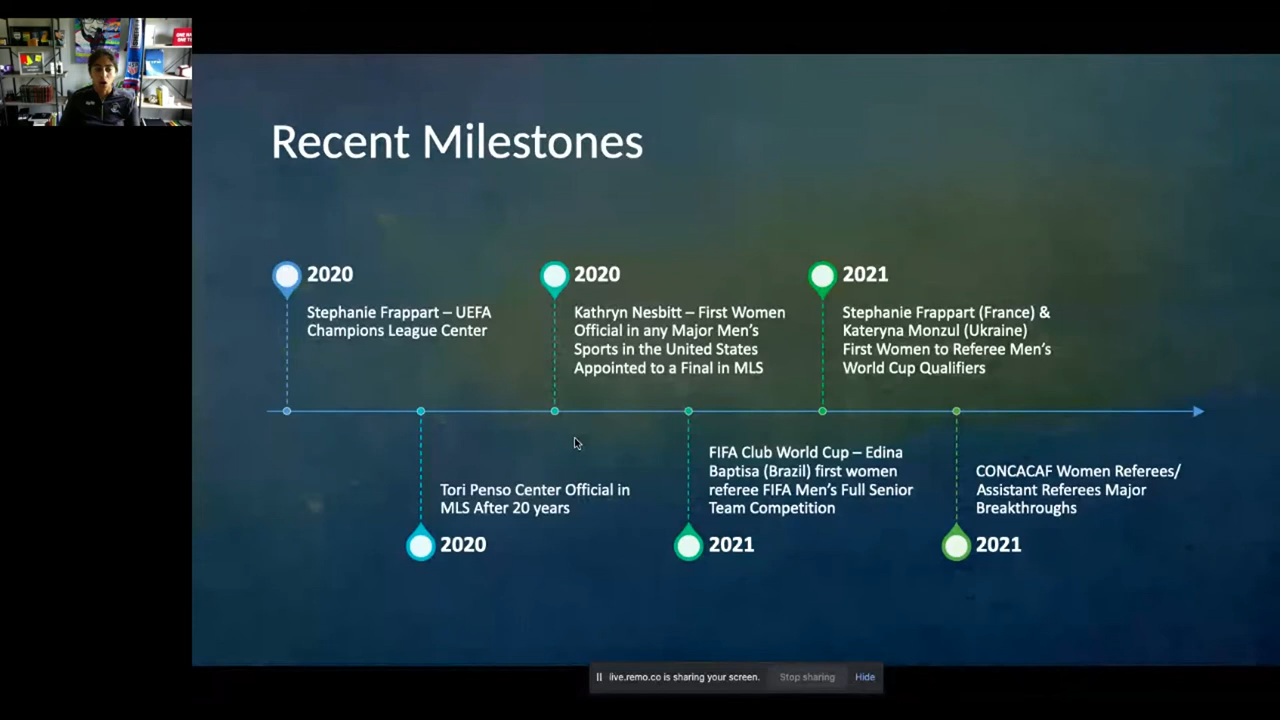 Recent Milestones
2020
Stephanie Frappart – UEFA
Champions League Center
2020
Kathryn Nesbitt – First Women
Official in any Major Men's
Sports in the United States
Appointed to a Final in MLS
2021
Stephanie Frappart (France) &
Kateryna Monzul (Ukraine)
First Women to Referee Men's
World Cup Qualifiers
Tori Penso Center Official in
MLS After 20 years
2020
FIFA Club World Cup – Edina
Baptisa (Brazil) first women
referee FIFA Men's Full Senior
Team Competition
2021
CONCACAF Women Referees/
Assistant Referees Major
Breakthroughs
2021
live.remo.co is sharing your screen.
Stop sharing
Hide